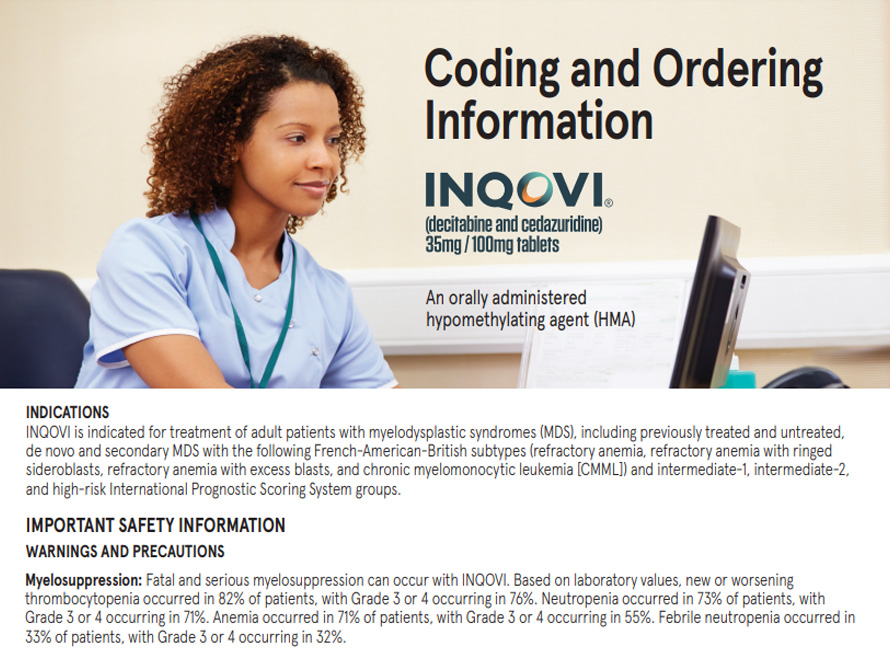 Coding and Ordering
Information
INQOVI®
(decitabine and cedazuridine)
35mg / 100mg tablets
An orally administered
hypomethylating agent (HMA)
INDICATIONS
INQOVI is indicated for treatment of adult patients with myelodysplastic syndromes (MDS), including previously treated and untreated,
de novo and secondary MDS with the following French-American-British subtypes (refractory anemia, refractory anemia with ringed
sideroblasts, refractory anemia with excess blasts, and chronic myelomonocytic leukemia [CMML]) and intermediate-1, intermediate-2,
and high-risk International Prognostic Scoring System groups.
IMPORTANT SAFETY INFORMATION
WARNINGS AND PRECAUTIONS
Myelosuppression: Fatal and serious myelosuppression can occur with INQOVI. Based on laboratory values, new or worsening
thrombocytopenia occurred in 82% of patients, with Grade 3 or 4 occurring in 76%. Neutropenia occurred in 73% of patients, with
Grade 3 or 4 occurring in 71%. Anemia occurred in 71% of patients, with Grade 3 or 4 occurring in 55%. Febrile neutropenia occurred in
33% of patients, with Grade 3 or 4 occurring in 32%.